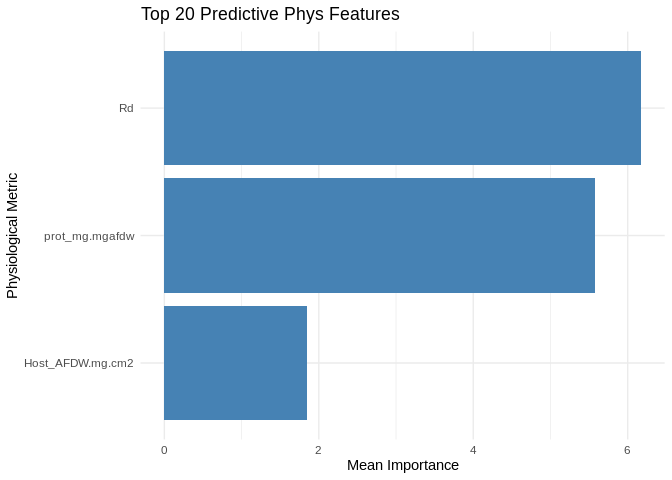 Top 20 Predictive Phys Features
Physiological Metric
Rd
prot_mg.mgafdw
Host_AFDW.mg.cm2
0 2 4 6
Mean Importance